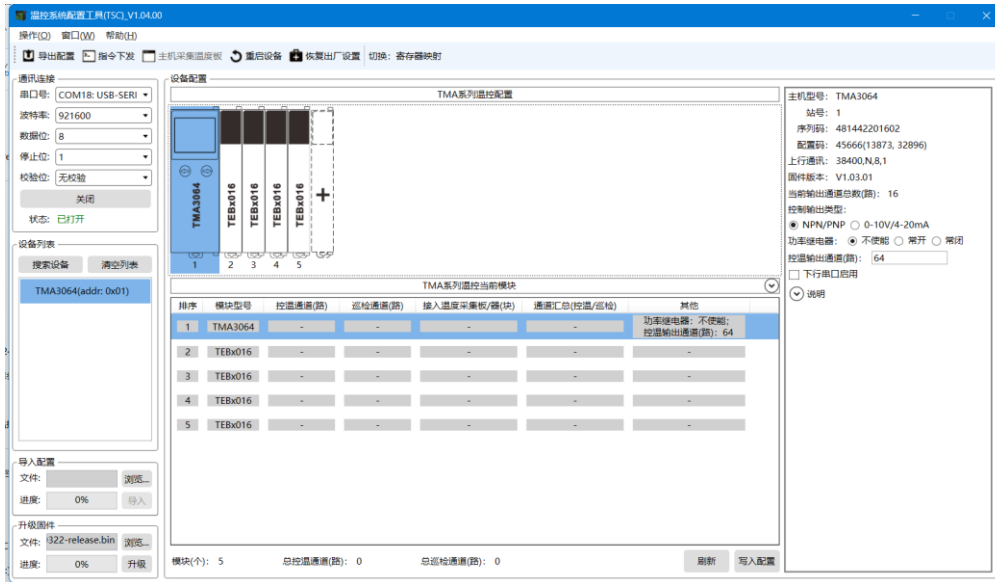 温控系统配置工具(TSC)_V1.04.00
操作(O) 窗口(W) 帮助(H)
导出配置 指令下发 主机采集温度板 重启设备 恢复出厂设置 切换: 寄存器映射
通讯连接
串口号: COM18: USB-SERI
波特率: 921600
数据位: 8
停止位: 1
校验位: 无校验
关闭
状态: 已打开
设备列表
搜索设备 清空列表
TMA3064(addr: 0x01)
导入配置
文件: 浏览...
进度: 0% 导入
升级固件
文件: 322-release.bin 浏览...
进度: 0% 升级
设备配置
TMA系列温控配置
TMA3064 TEBx016 TEBx016 TEBx016 TEBx016 +
1 2 3 4 5
TMA系列温控当前模块
排序 模块型号 控温通道(路) 巡检通道(路) 接入温度采集板/器(块) 通道汇总(控温/巡检) 其他
1 TMA3064 - - - - 功率继电器: 不使能;
控温输出通道(路): 64
2 TEBx016 - - - - -
3 TEBx016 - - - - -
4 TEBx016 - - - - -
5 TEBx016 - - - - -
模块(个): 5 总控温通道(路): 0 总巡检通道(路): 0 刷新 写入配置
主机型号: TMA3064
站号: 1
序列码: 481442201602
配置码: 45666(13873, 32896)
上行通讯: 38400,N,8,1
固件版本: V1.03.01
当前输出通道总数(路): 16
控制输出类型:
NPN/PNP 0-10V/4-20mA
功率继电器: 不使能 常开 常闭
控温输出通道(路): 64
下行串口启用
说明